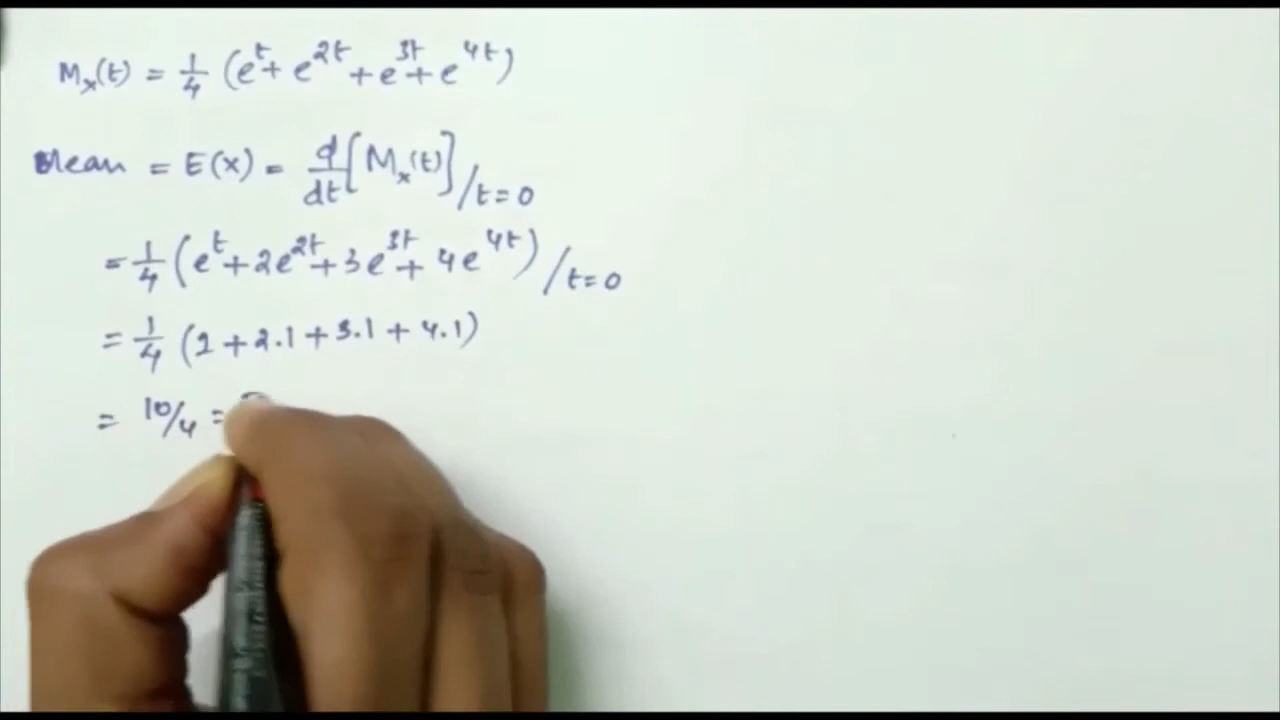 Mx(t) = 1/4 (e^t + e^2t + e^3t + e^4t)
Mean = E(x) = d/dt [Mx(t)] / t=0
= 1/4 (e^t + 2e^2t + 3e^3t + 4e^4t) / t=0
= 1/4 (1 + 2.1 + 3.1 + 4.1)
= 10/4 =